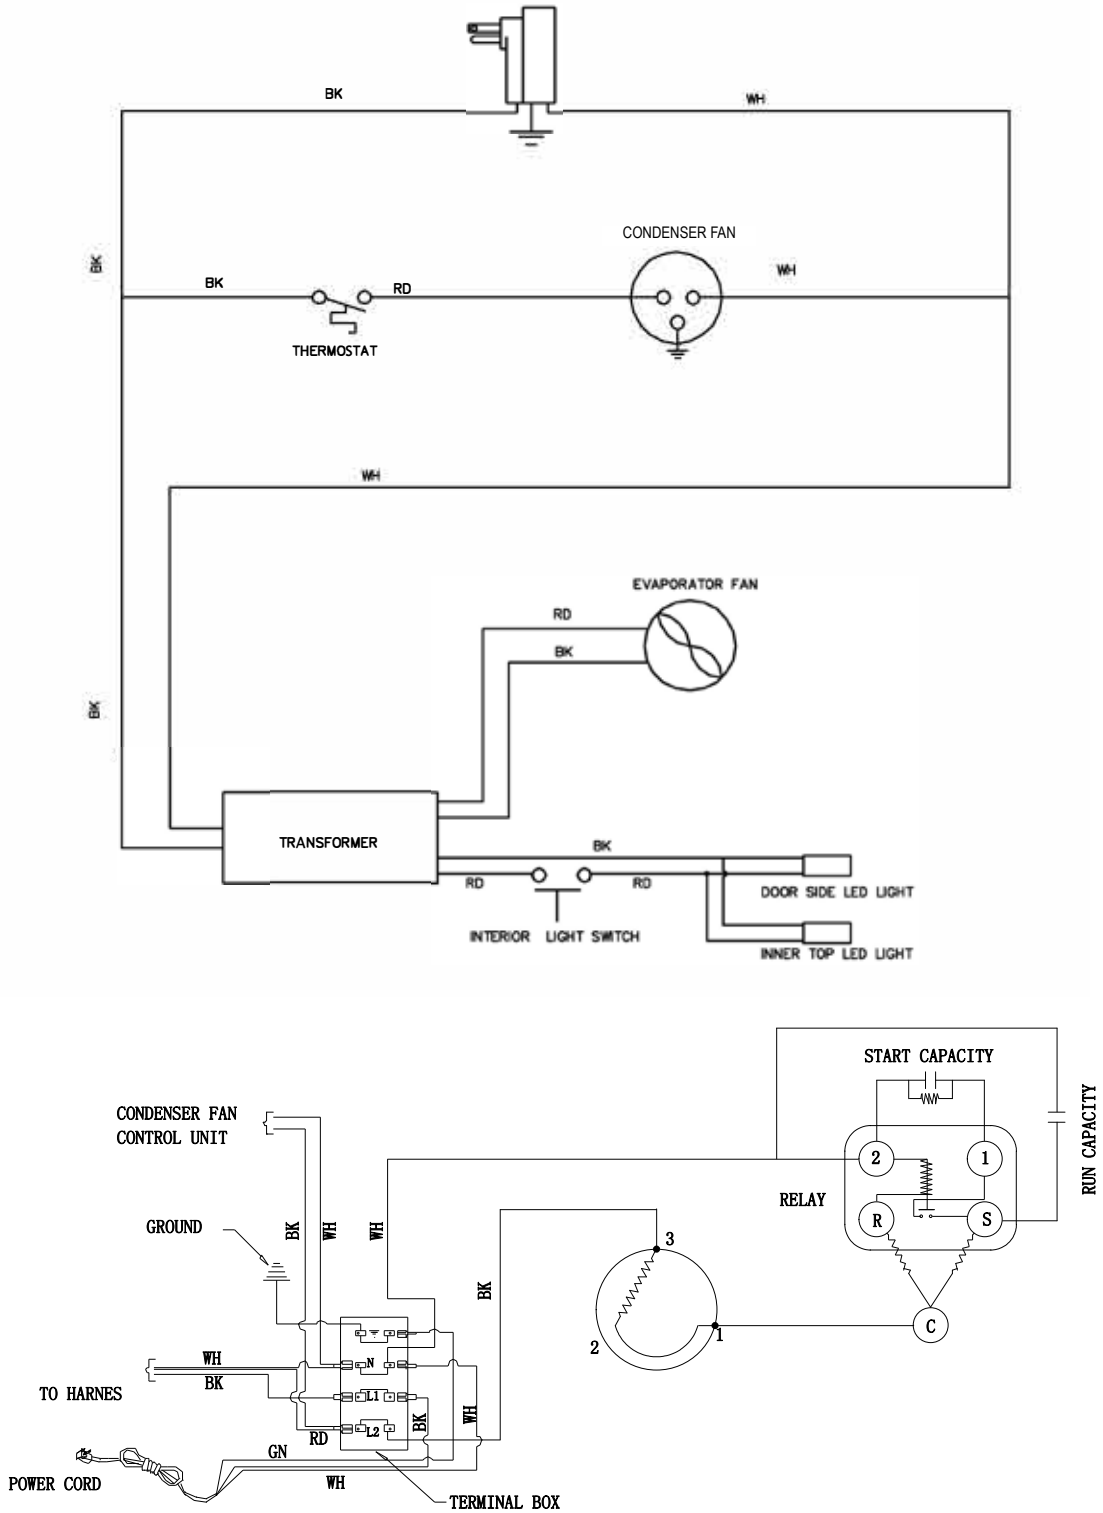 BK
WH
CONDENSER FAN
BK
BK
RD
WH
THERMOSTAT
WH
EVAPORATOR FAN
RD
BK
BK
TRANSFORMER
BK
RD
RD
DOOR SIDE LED LIGHT
INTERIOR LIGHT SWITCH
INNER TOP LED LIGHT
START CAPACITY
RUN CAPACITY
CONDENSER FAN
CONTROL UNIT
2
1
RELAY
GROUND
BK
WH
WH
R
S
3
BK
C
1
2
N
WH
BK
TO HARNES
L1
BK
WH
L2
RD
GN
POWER CORD
WH
TERMINAL BOX